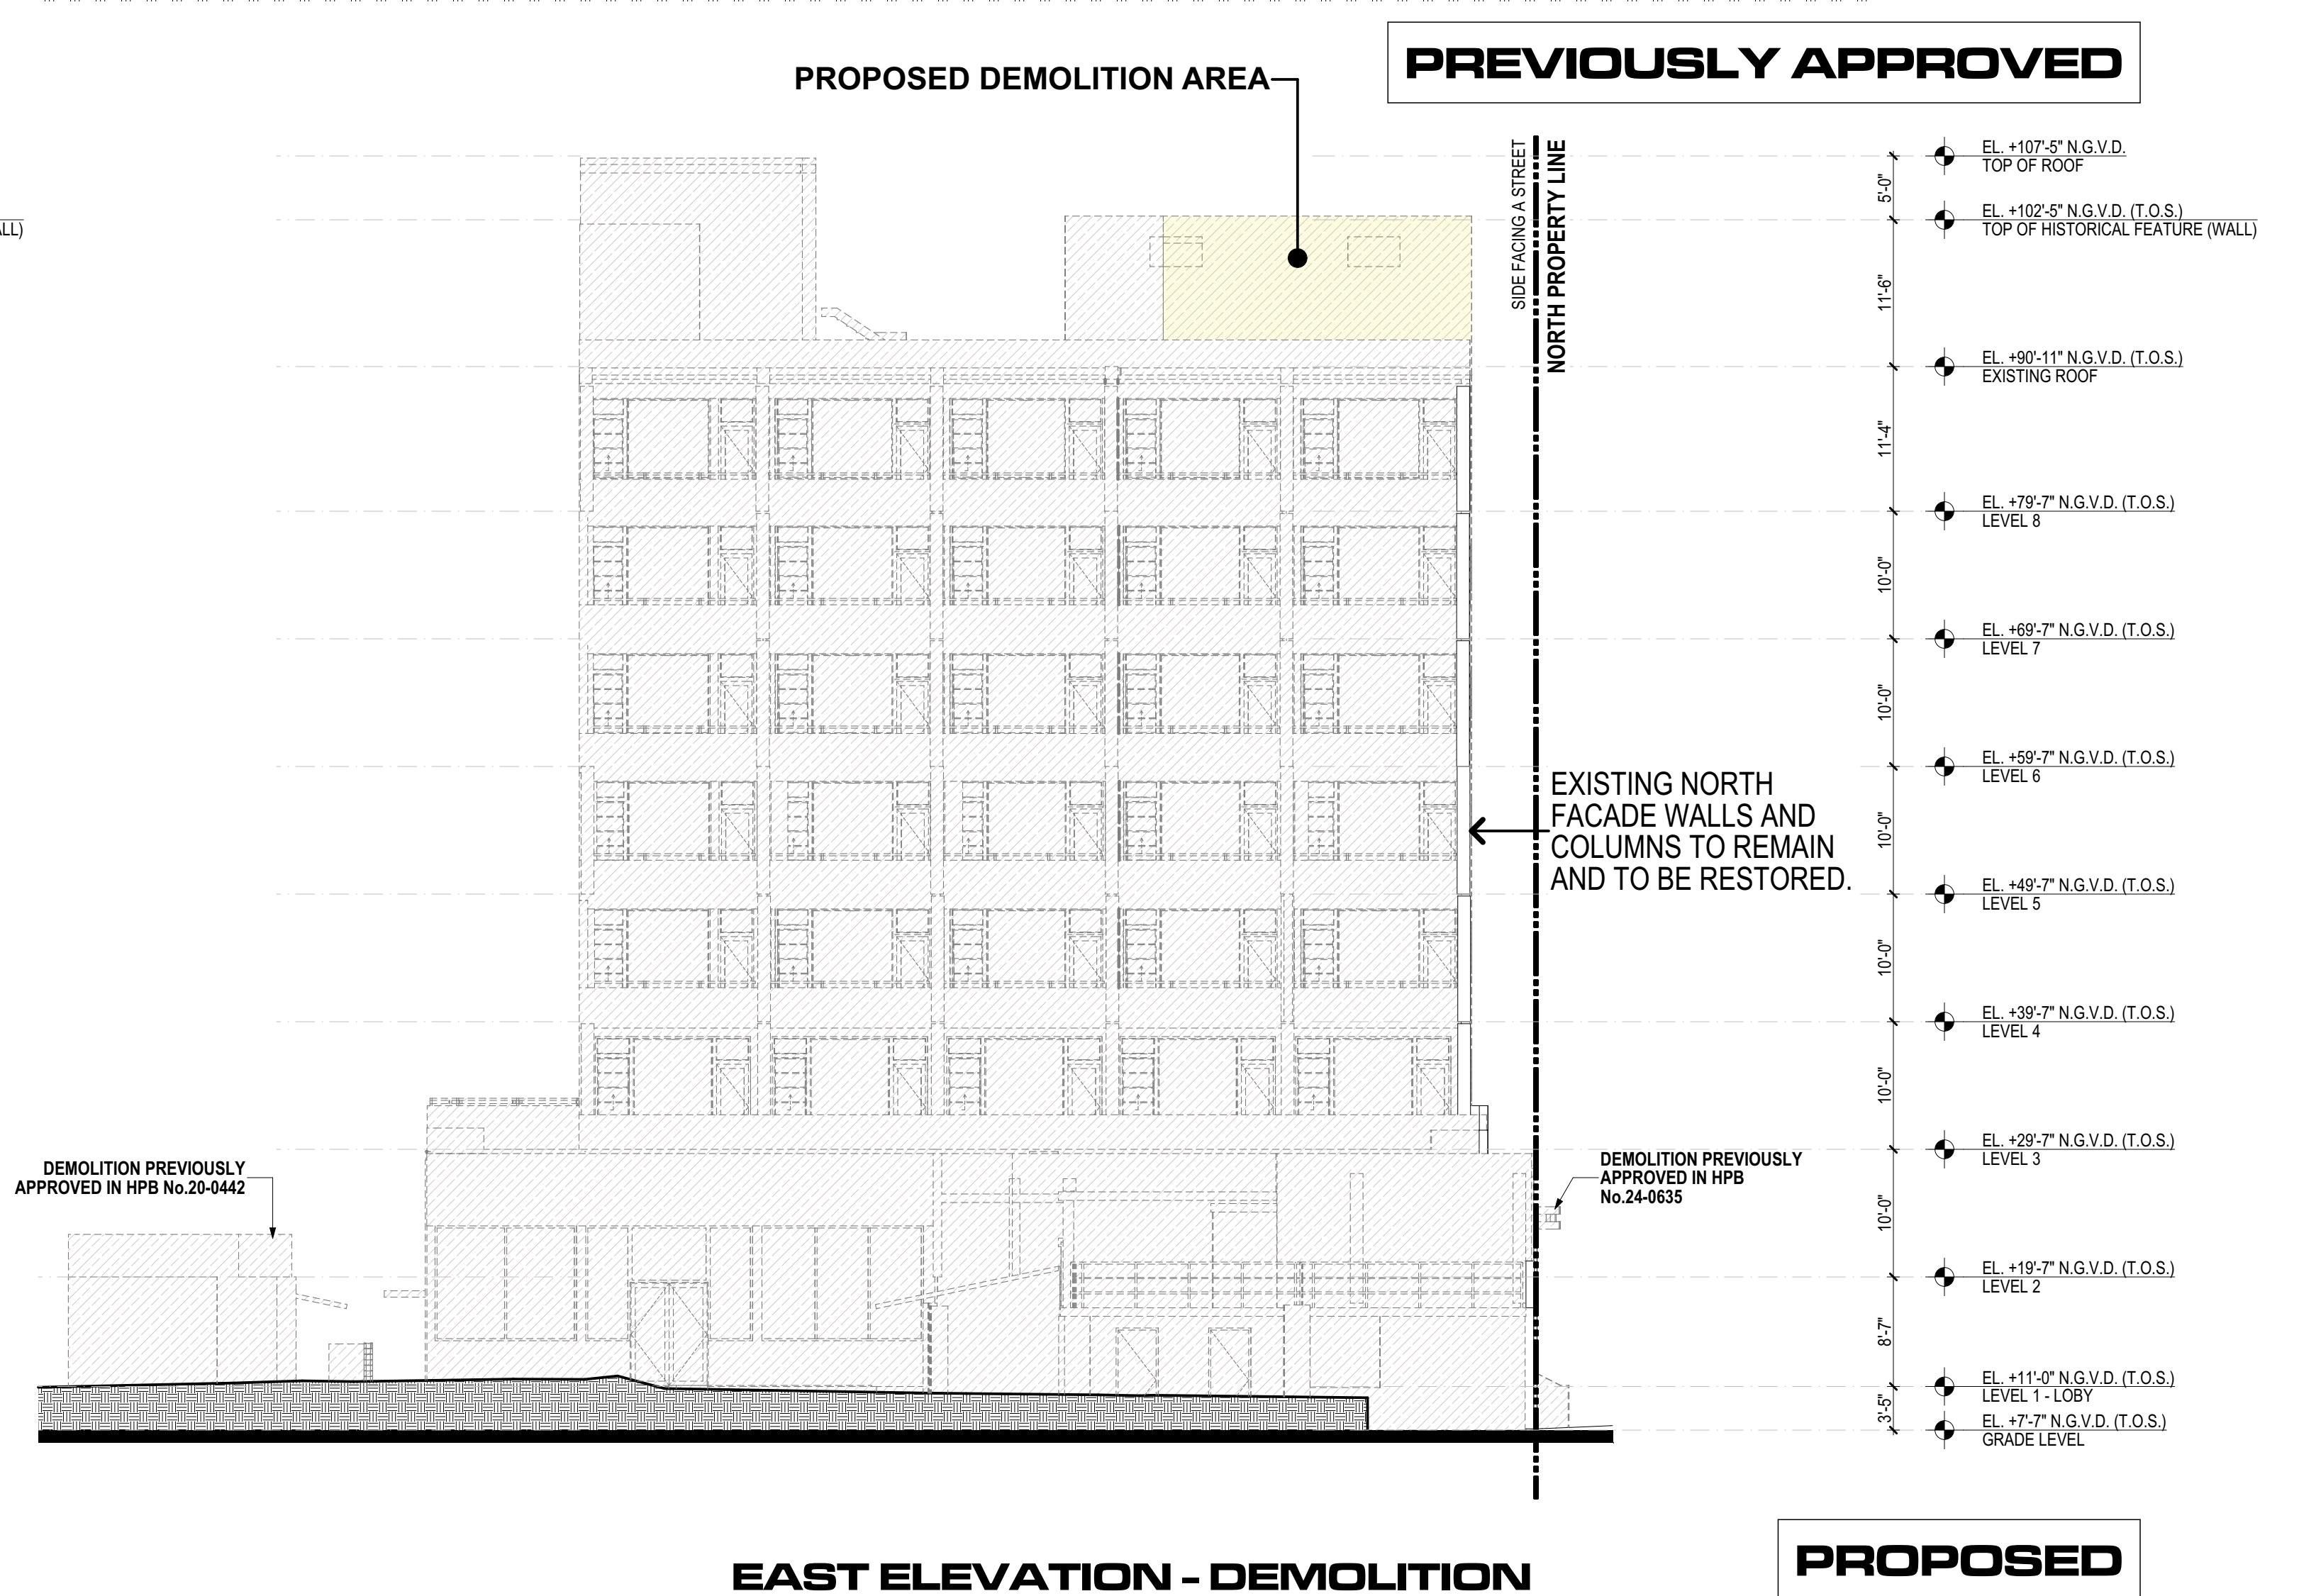 PREVIOUSLY APPROVED
PROPOSED DEMOLITION AREA
SIDE FACING A STREET
NORTH PROPERTY LINE
EL. +107'-5" N.G.V.D.
TOP OF ROOF
5'-0"
EL. +102'-5" N.G.V.D. (T.O.S.)
TOP OF HISTORICAL FEATURE (WALL)
11'-6"
EL. +90'-11" N.G.V.D. (T.O.S.)
EXISTING ROOF
11'-4"
EL. +79'-7" N.G.V.D. (T.O.S.)
LEVEL 8
10'-0"
EL. +69'-7" N.G.V.D. (T.O.S.)
LEVEL 7
10'-0"
EL. +59'-7" N.G.V.D. (T.O.S.)
LEVEL 6
EXISTING NORTH
FACADE WALLS AND
COLUMNS TO REMAIN
AND TO BE RESTORED.
10'-0"
EL. +49'-7" N.G.V.D. (T.O.S.)
LEVEL 5
10'-0"
EL. +39'-7" N.G.V.D. (T.O.S.)
LEVEL 4
10'-0"
EL. +29'-7" N.G.V.D. (T.O.S.)
LEVEL 3
DEMOLITION PREVIOUSLY
APPROVED IN HPB No.20-0442
DEMOLITION PREVIOUSLY
APPROVED IN HPB
No.24-0635
10'-0"
EL. +19'-7" N.G.V.D. (T.O.S.)
LEVEL 2
8'-7"
EL. +11'-0" N.G.V.D. (T.O.S.)
LEVEL 1 - LOBY
3'-5"
EL. +7'-7" N.G.V.D. (T.O.S.)
GRADE LEVEL
PROPOSED
EAST ELEVATION - DEMOLITION